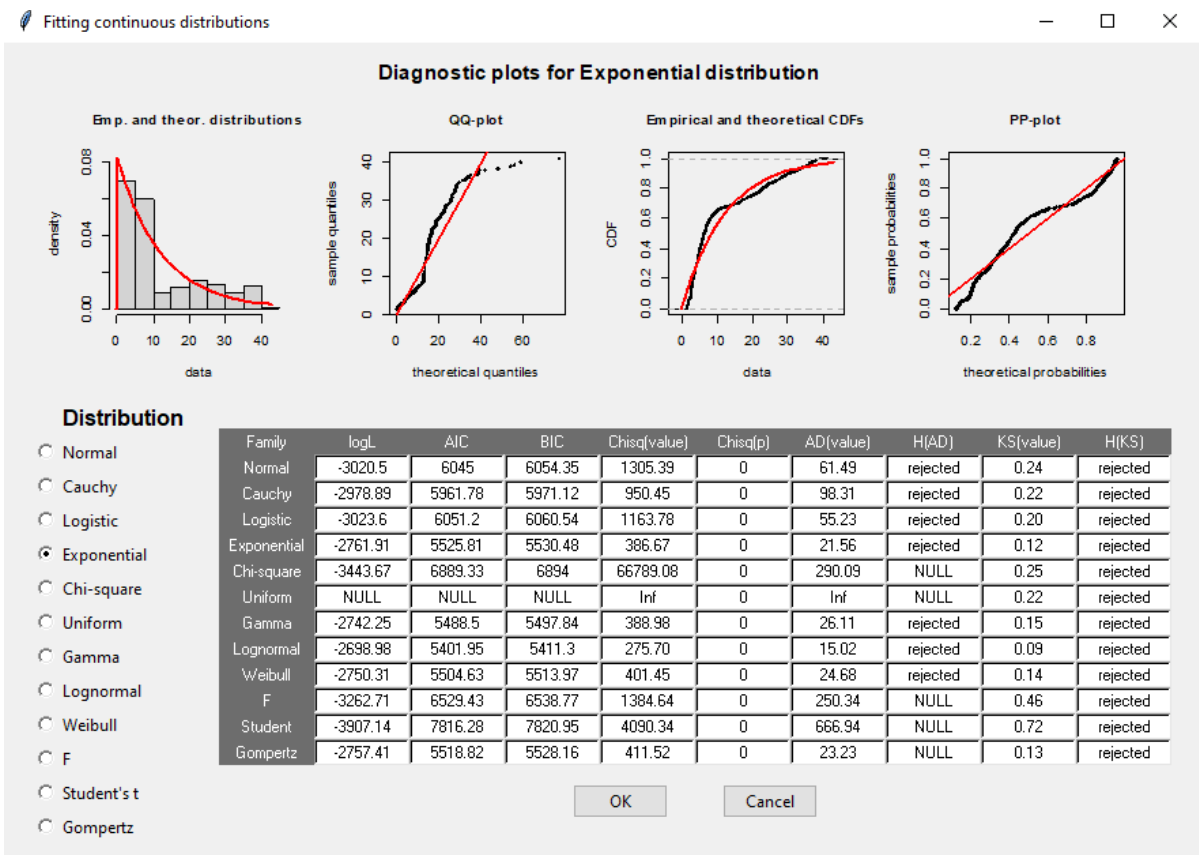 Fitting continuous distributions
Diagnostic plots for Exponential distribution
Emp. and theor. distributions QQ-plot Empirical and theoretical CDFs PP-plot
density
0.00 0.04 0.08
0 10 20 30 40
data
sample quantiles
0 10 20 30 40
0 20 40 60
theoretical quantiles
CDF
0.0 0.2 0.4 0.6 0.8 1.0
0 10 20 30 40
data
sample probabilities
0.0 0.2 0.4 0.6 0.8 1.0
0.2 0.4 0.6 0.8
theoretical probabilities
Distribution
Normal
Cauchy
Logistic
Exponential
Chi-square
Uniform
Gamma
Lognormal
Weibull
F
Student's t
Gompertz
Family logL AIC BIC Chisq(value) Chisq(p) AD(value) H(AD) KS(value) H(KS)
Normal -3020.5 6045 6054.35 1305.39 0 61.49 rejected 0.24 rejected
Cauchy -2978.89 5961.78 5971.12 950.45 0 98.31 rejected 0.22 rejected
Logistic -3023.6 6051.2 6060.54 1163.78 0 55.23 rejected 0.20 rejected
Exponential -2761.91 5525.81 5530.48 386.67 0 21.56 rejected 0.12 rejected
Chi-square -3443.67 6889.33 6894 66789.08 0 290.09 NULL 0.25 rejected
Uniform NULL NULL NULL Inf 0 Inf NULL 0.22 rejected
Gamma -2742.25 5488.5 5497.84 388.98 0 26.11 rejected 0.15 rejected
Lognormal -2698.98 5401.95 5411.3 275.70 0 15.02 rejected 0.09 rejected
Weibull -2750.31 5504.63 5513.97 401.45 0 24.68 rejected 0.14 rejected
F -3262.71 6529.43 6538.77 1384.64 0 250.34 NULL 0.46 rejected
Student -3907.14 7816.28 7820.95 4090.34 0 666.94 NULL 0.72 rejected
Gompertz -2757.41 5518.82 5528.16 411.52 0 23.23 NULL 0.13 rejected
OK Cancel